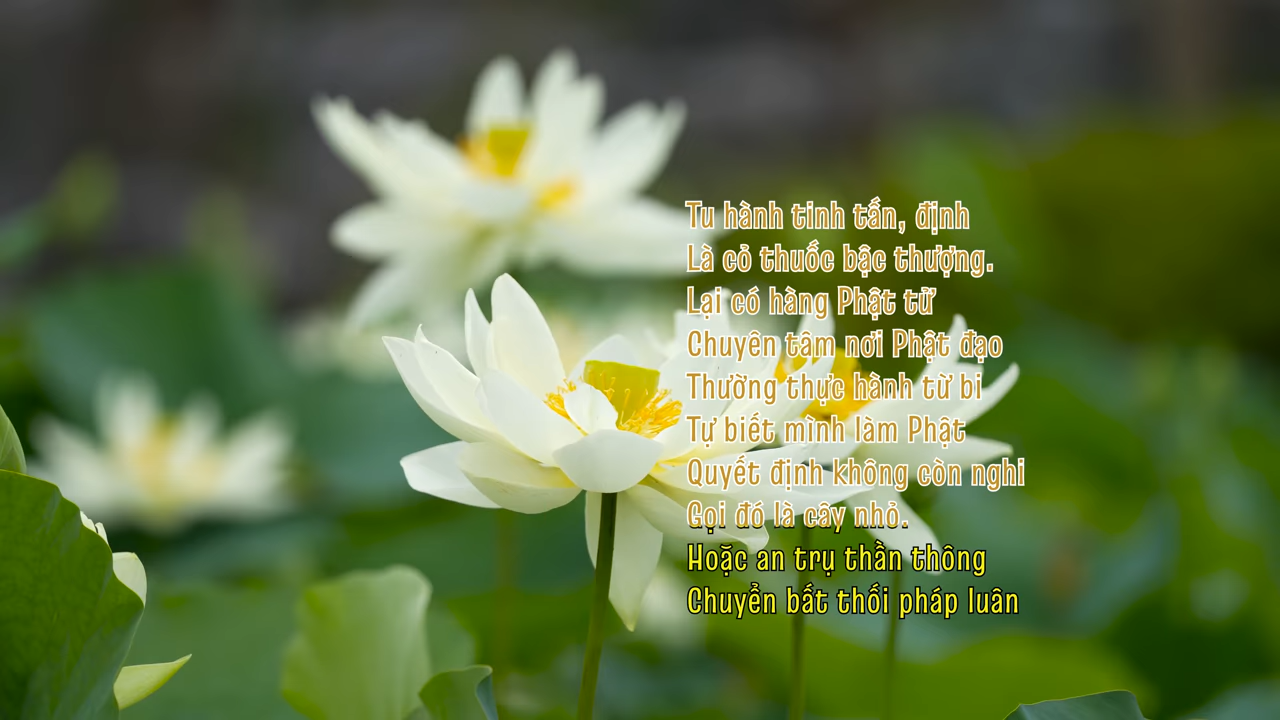 Tu hành tinh tấn, định
Là cỏ thuốc bậc thượng.
Lại có hàng Phật tử
Chuyên tâm nơi Phật đạo
Thường thực hành từ bi
Tự biết mình làm Phật
Quyết định không còn nghi
Gọi đó là cây nhỏ.
Hoặc an trụ thần thông
Chuyển bất thối pháp luân